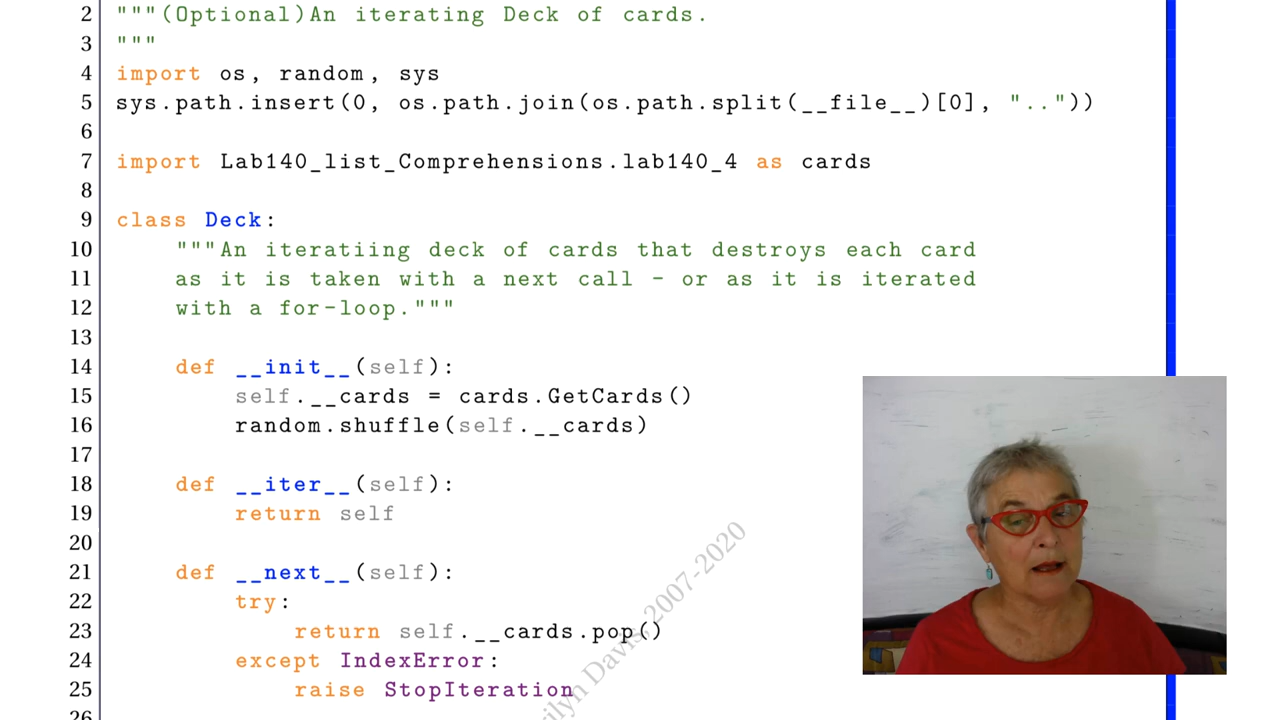 2 """(Optional)An iterating Deck of cards.
3 """
4 import os, random, sys
5 sys.path.insert(0, os.path.join(os.path.split(__file__)[0], ".."))
6
7 import Lab140_list_Comprehensions.lab140_4 as cards
8
9 class Deck:
10 """An iteratiing deck of cards that destroys each card
11 as it is taken with a next call - or as it is iterated
12 with a for-loop."""
13
14 def __init__(self):
15 self.__cards = cards.GetCards()
16 random.shuffle(self.__cards)
17
18 def __iter__(self):
19 return self
20
21 def __next__(self):
22 try:
23 return self.__cards.pop()
24 except IndexError:
25 raise StopIteration
26
Davis, 2007-2020